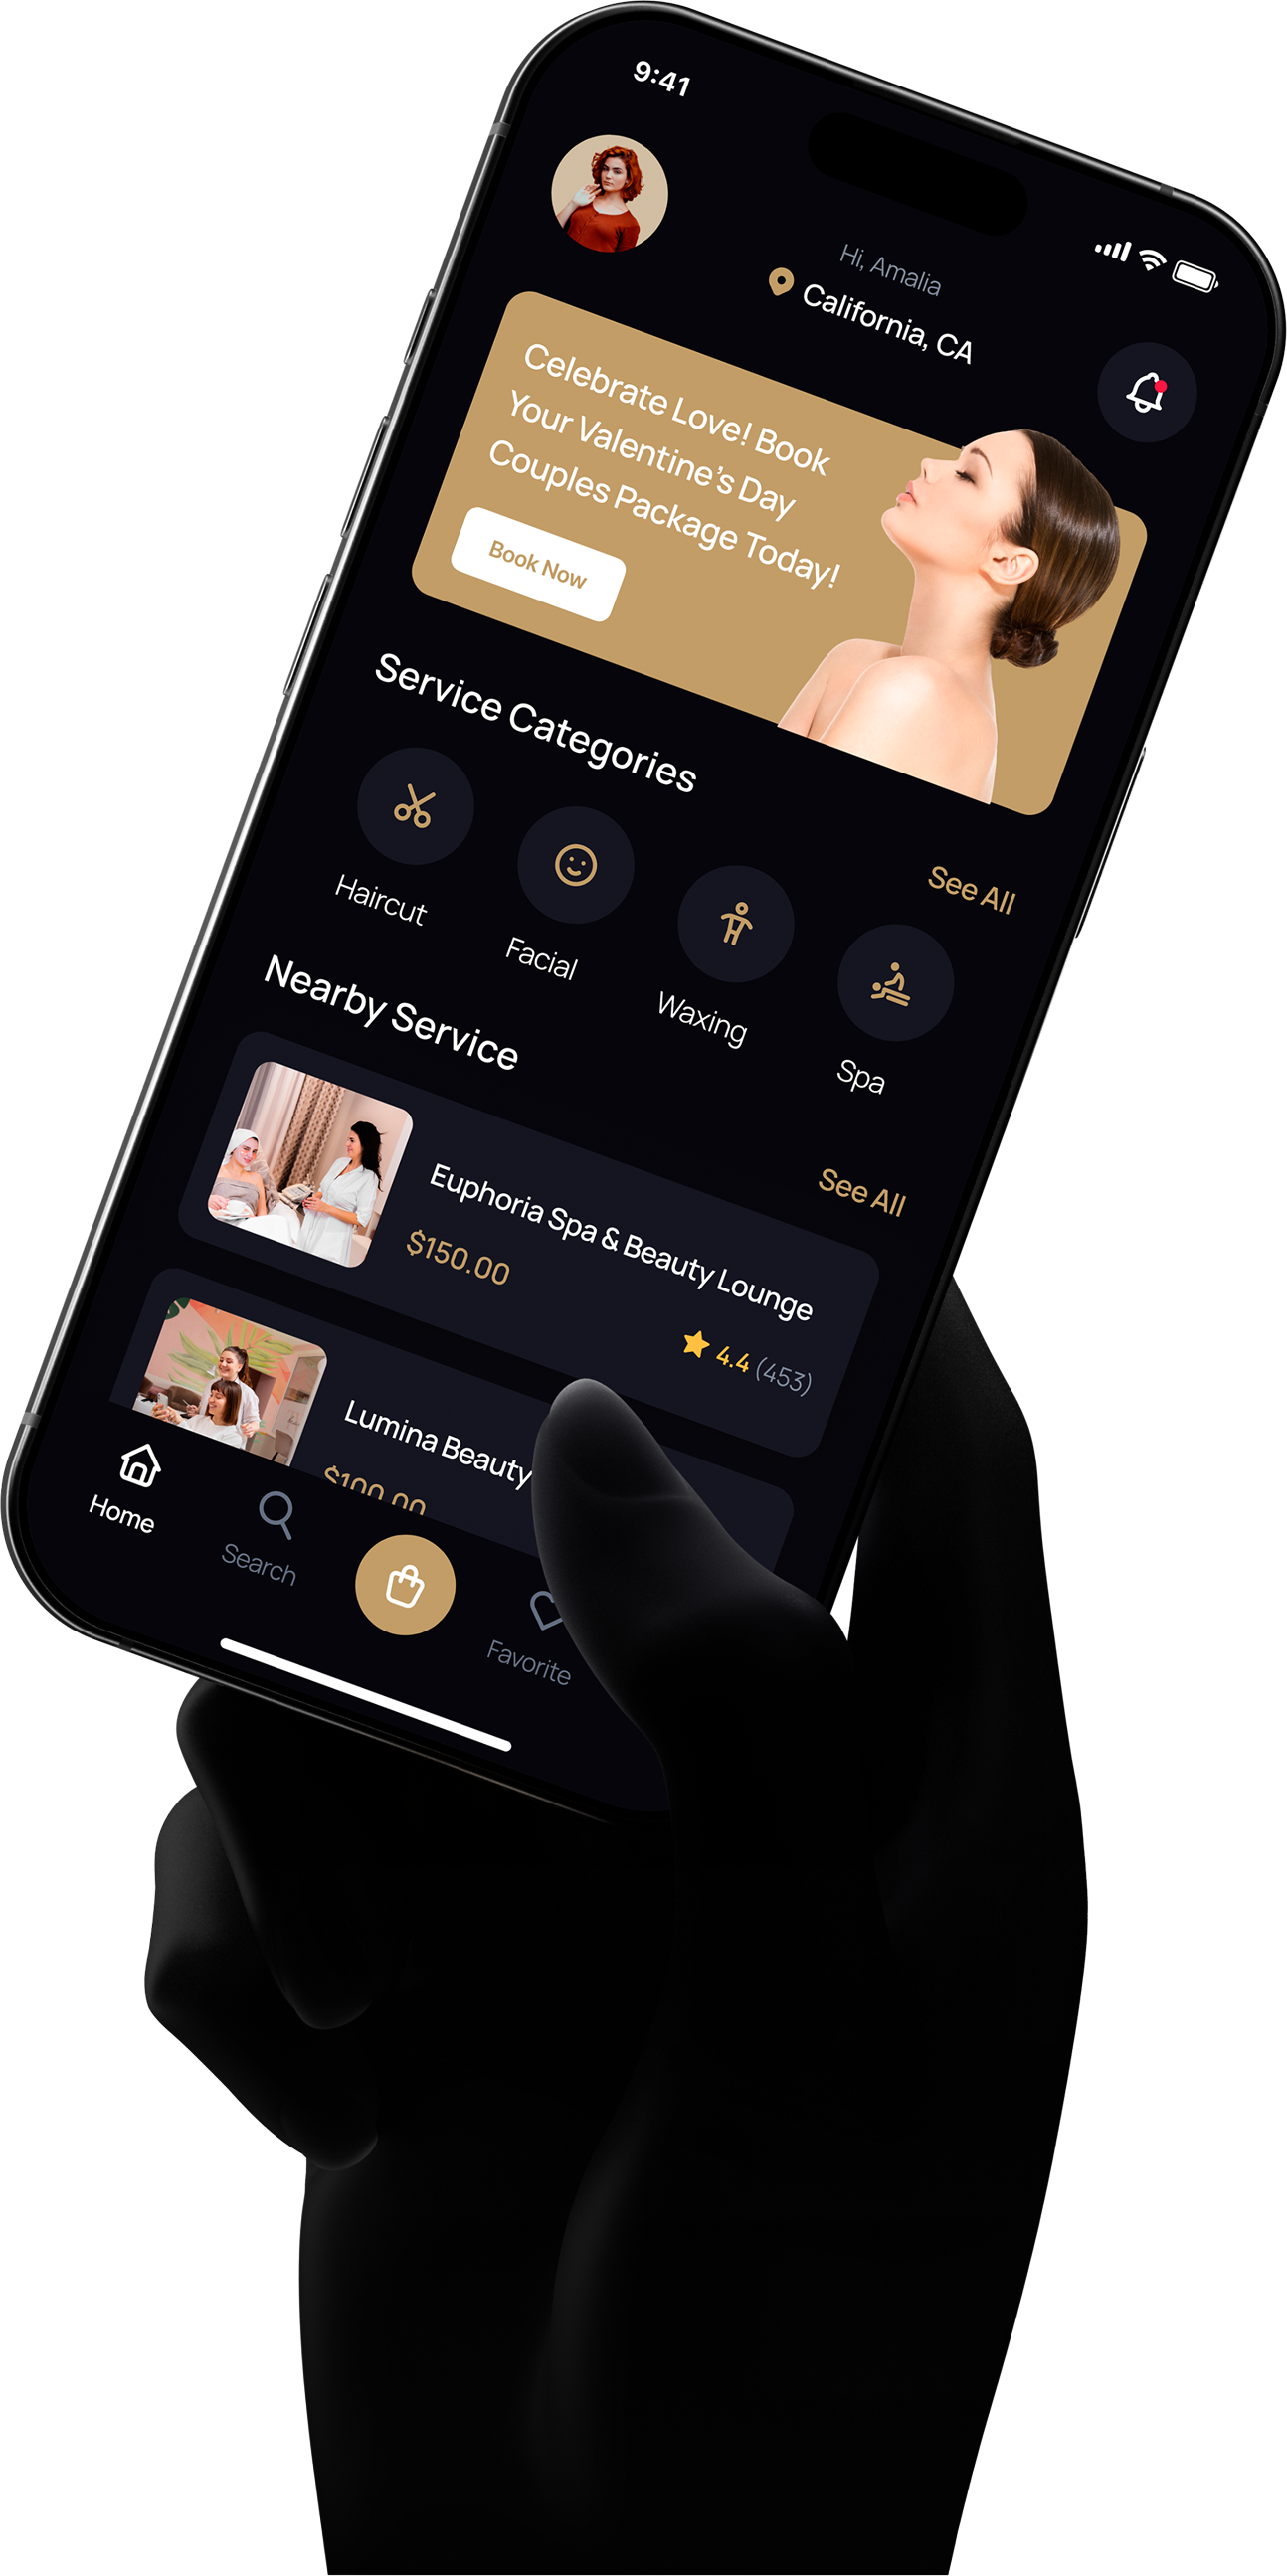 9:41
Hi, Amalia
California, CA
Celebrate Love! Book
Your Valentine’s Day
Couples Package Today!
Book Now
Service Categories
See All
Haircut
Facial
Waxing
Spa
Nearby Service
See All
Euphoria Spa & Beauty Lounge
$150.00
4.4 (453)
Lumina Beauty
$100.00
Home
Search
Favorite